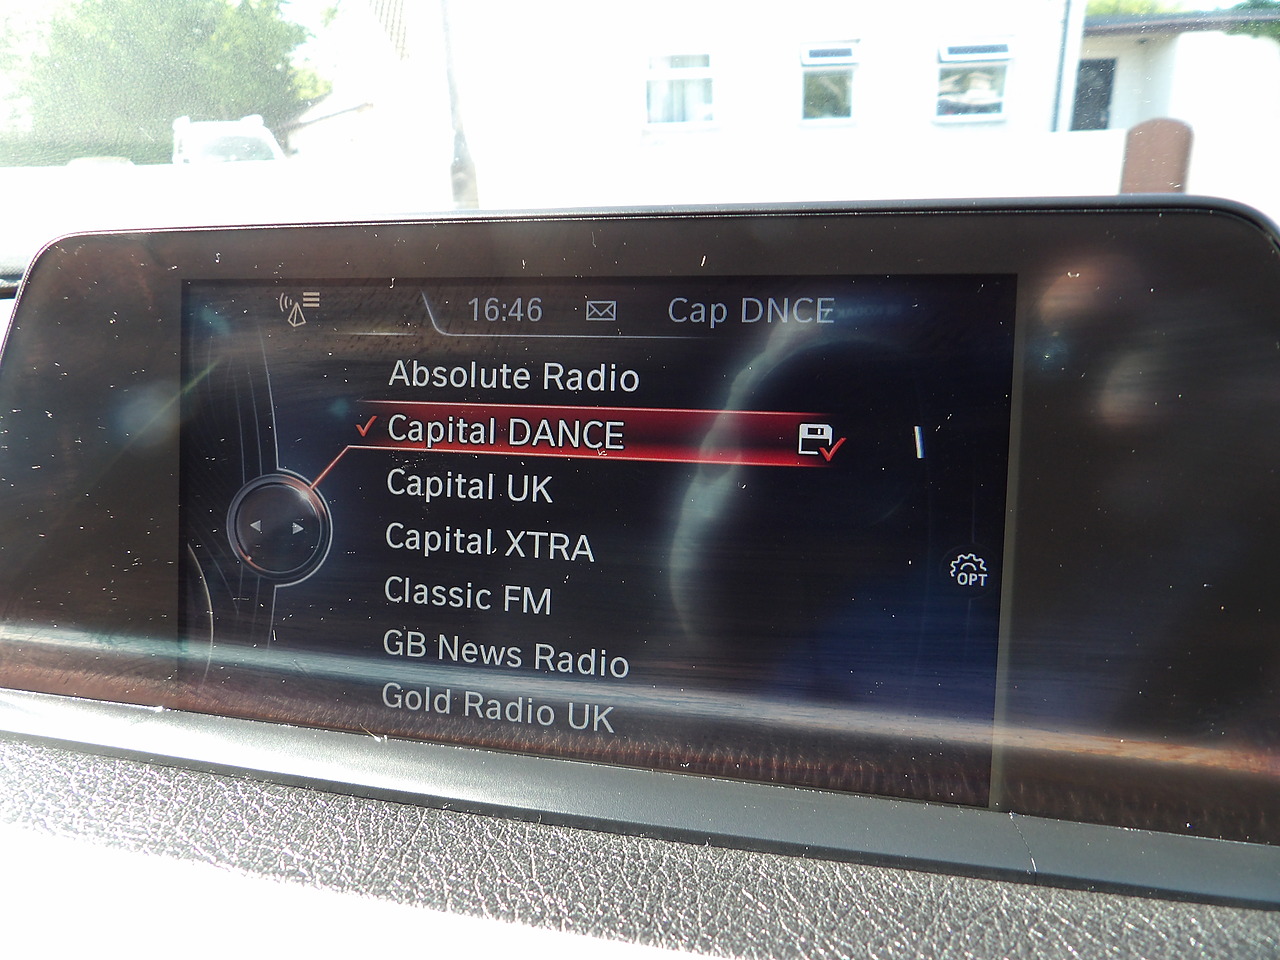 16:46 Cap DNCE
Absolute Radio
Capital DANCE
Capital UK
Capital XTRA
Classic FM
GB News Radio
Gold Radio UK
OPT